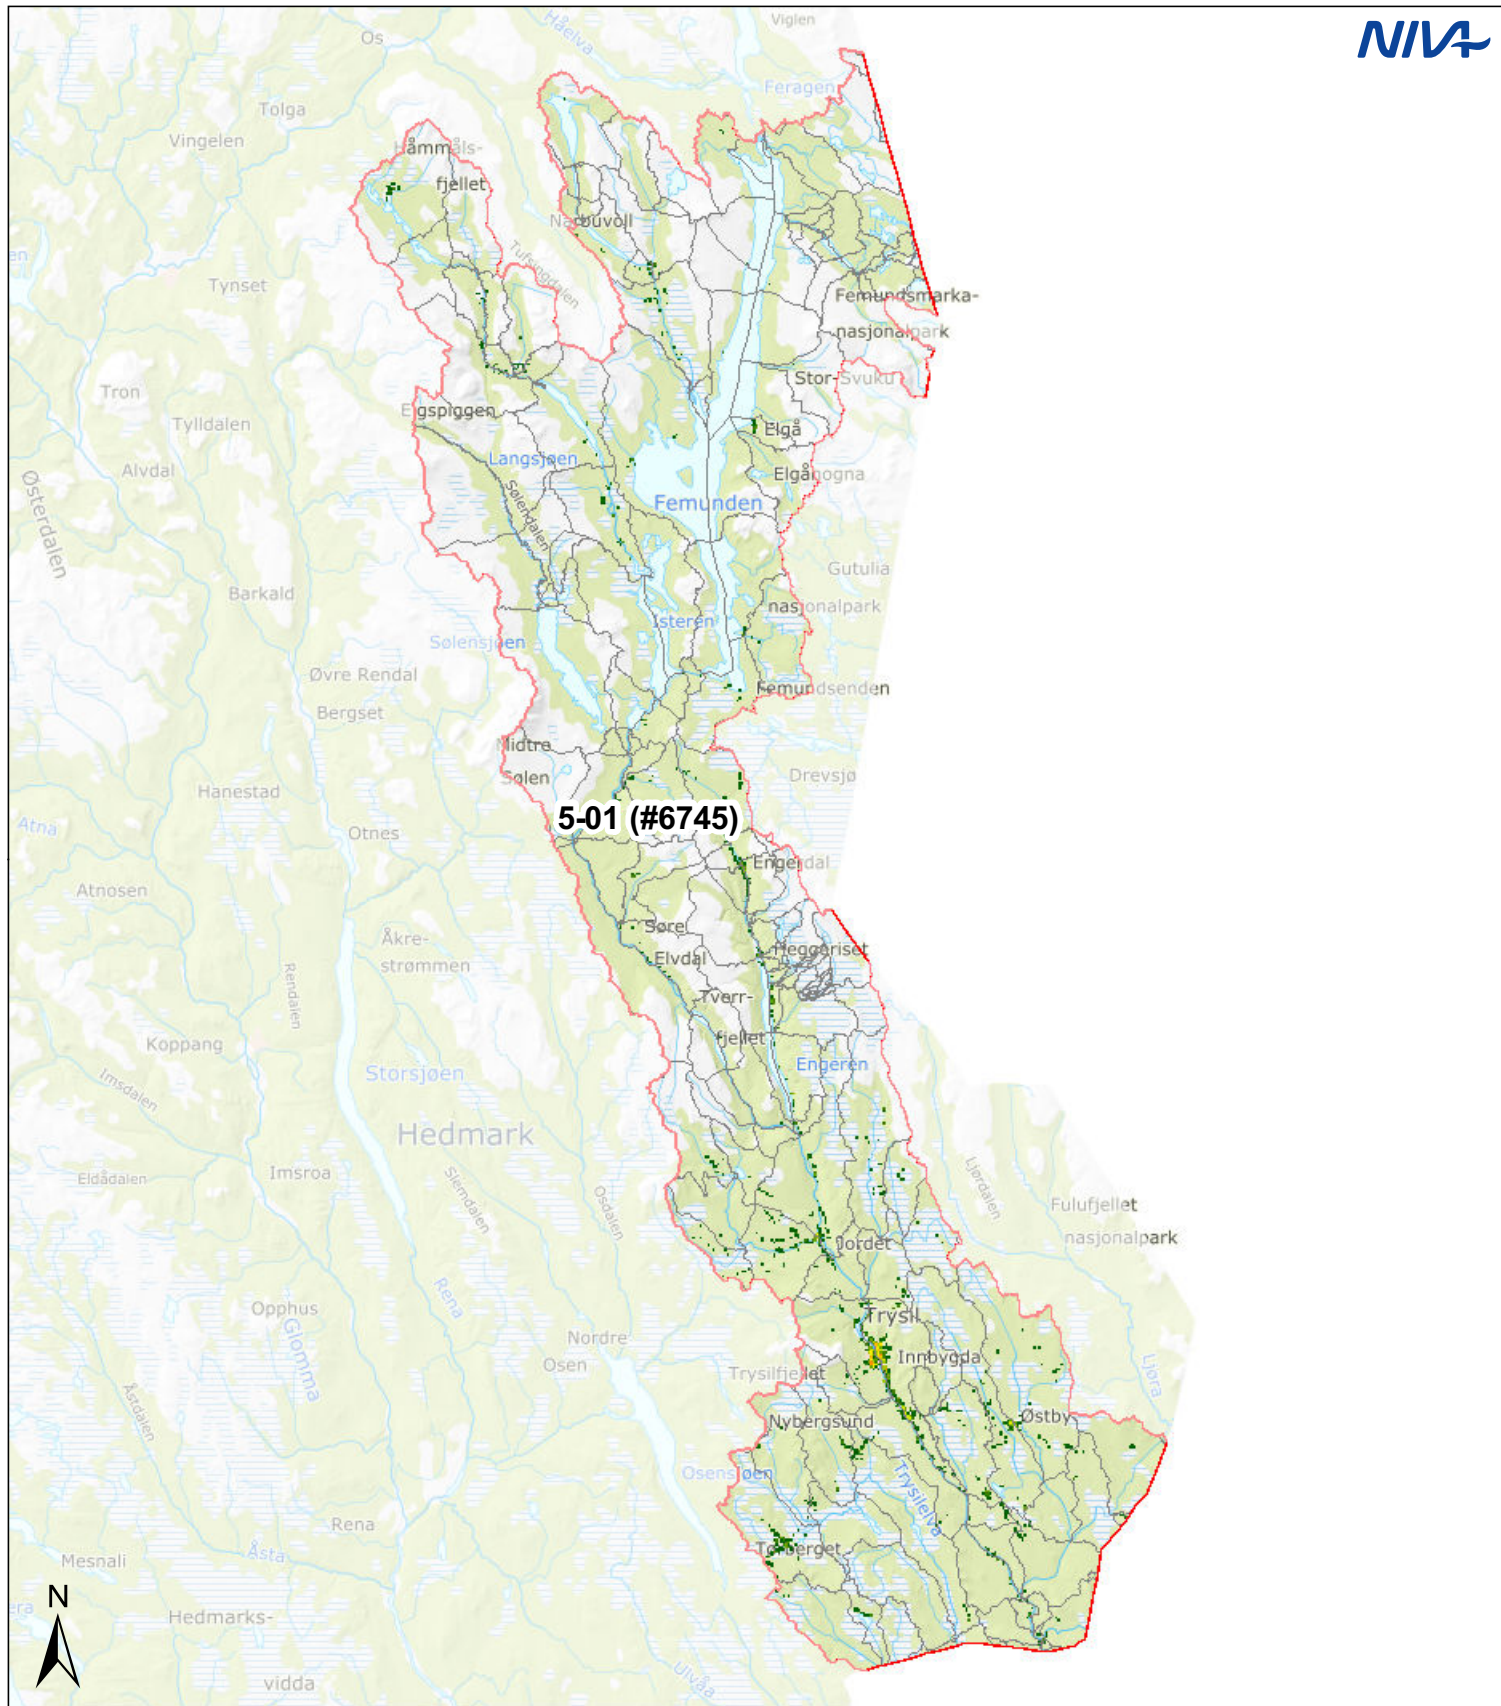 NIVA
Viglen
Os
Håelva
Feragen
Tolga
Vingelen
Håmmåls-
fjellet
Narbuvoll
Tufsingdalen
Tynset
Femundsmarka-
nasjonalpark
Stor-Svuku
Tron
Elgspiggen
Tylldalen
Elgå
Langsjøen
Alvdal
Elgåhogna
Sølendalen
Østerdalen
Femunden
Gutulia
nasjonalpark
Barkald
Isteren
Sølensjøen
Øvre Rendal
Femundsenden
Bergset
Midtre
Sølen
Drevsjø
Hanestad
5-01 (#6745)
Atna
Otnes
Engerdal
Atnosen
Søre
Elvdal
Heggeriset
Åkre-
strømmen
Rendalen
Tverr-
fjellet
Koppang
Engeren
Storsjøen
Imsdalen
Hedmark
Imsroa
Eldådalen
Slemdalen
Osdalen
Ljørdalen
Fulufjellet
nasjonalpark
Jordet
Opphus
Rena
Glomma
Trysil
Nordre
Osen
Innbygda
Trysilfjellet
Ljøra
Åstdalen
Nybergsund
Østby
Osensjøen
Trysilelva
Rena
Åsta
Mesnali
Torberget
N
era
Hedmarks-
vidda
Ulvåa
en